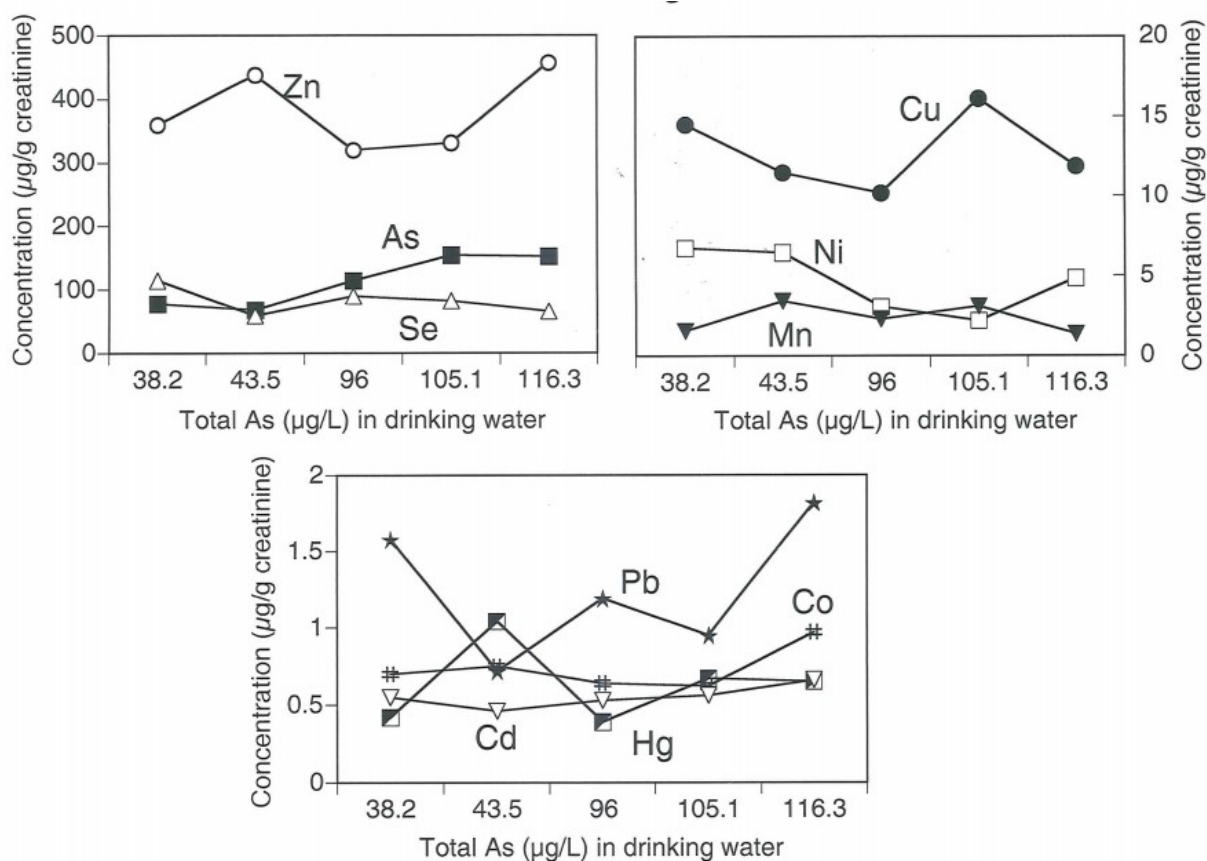 500
400
300
200
100
0
Concentration (µg/g creatinine)
Zn
As
Se
38.2 43.5 96 105.1 116.3
Total As (µg/L) in drinking water
20
15
10
5
0
Concentration (µg/g creatinine)
Cu
Ni
Mn
38.2 43.5 96 105.1 116.3
Total As (µg/L) in drinking water
2
1.5
1
0.5
0
Concentration (µg/g creatinine)
Pb
Co
Cd
Hg
38.2 43.5 96 105.1 116.3
Total As (µg/L) in drinking water